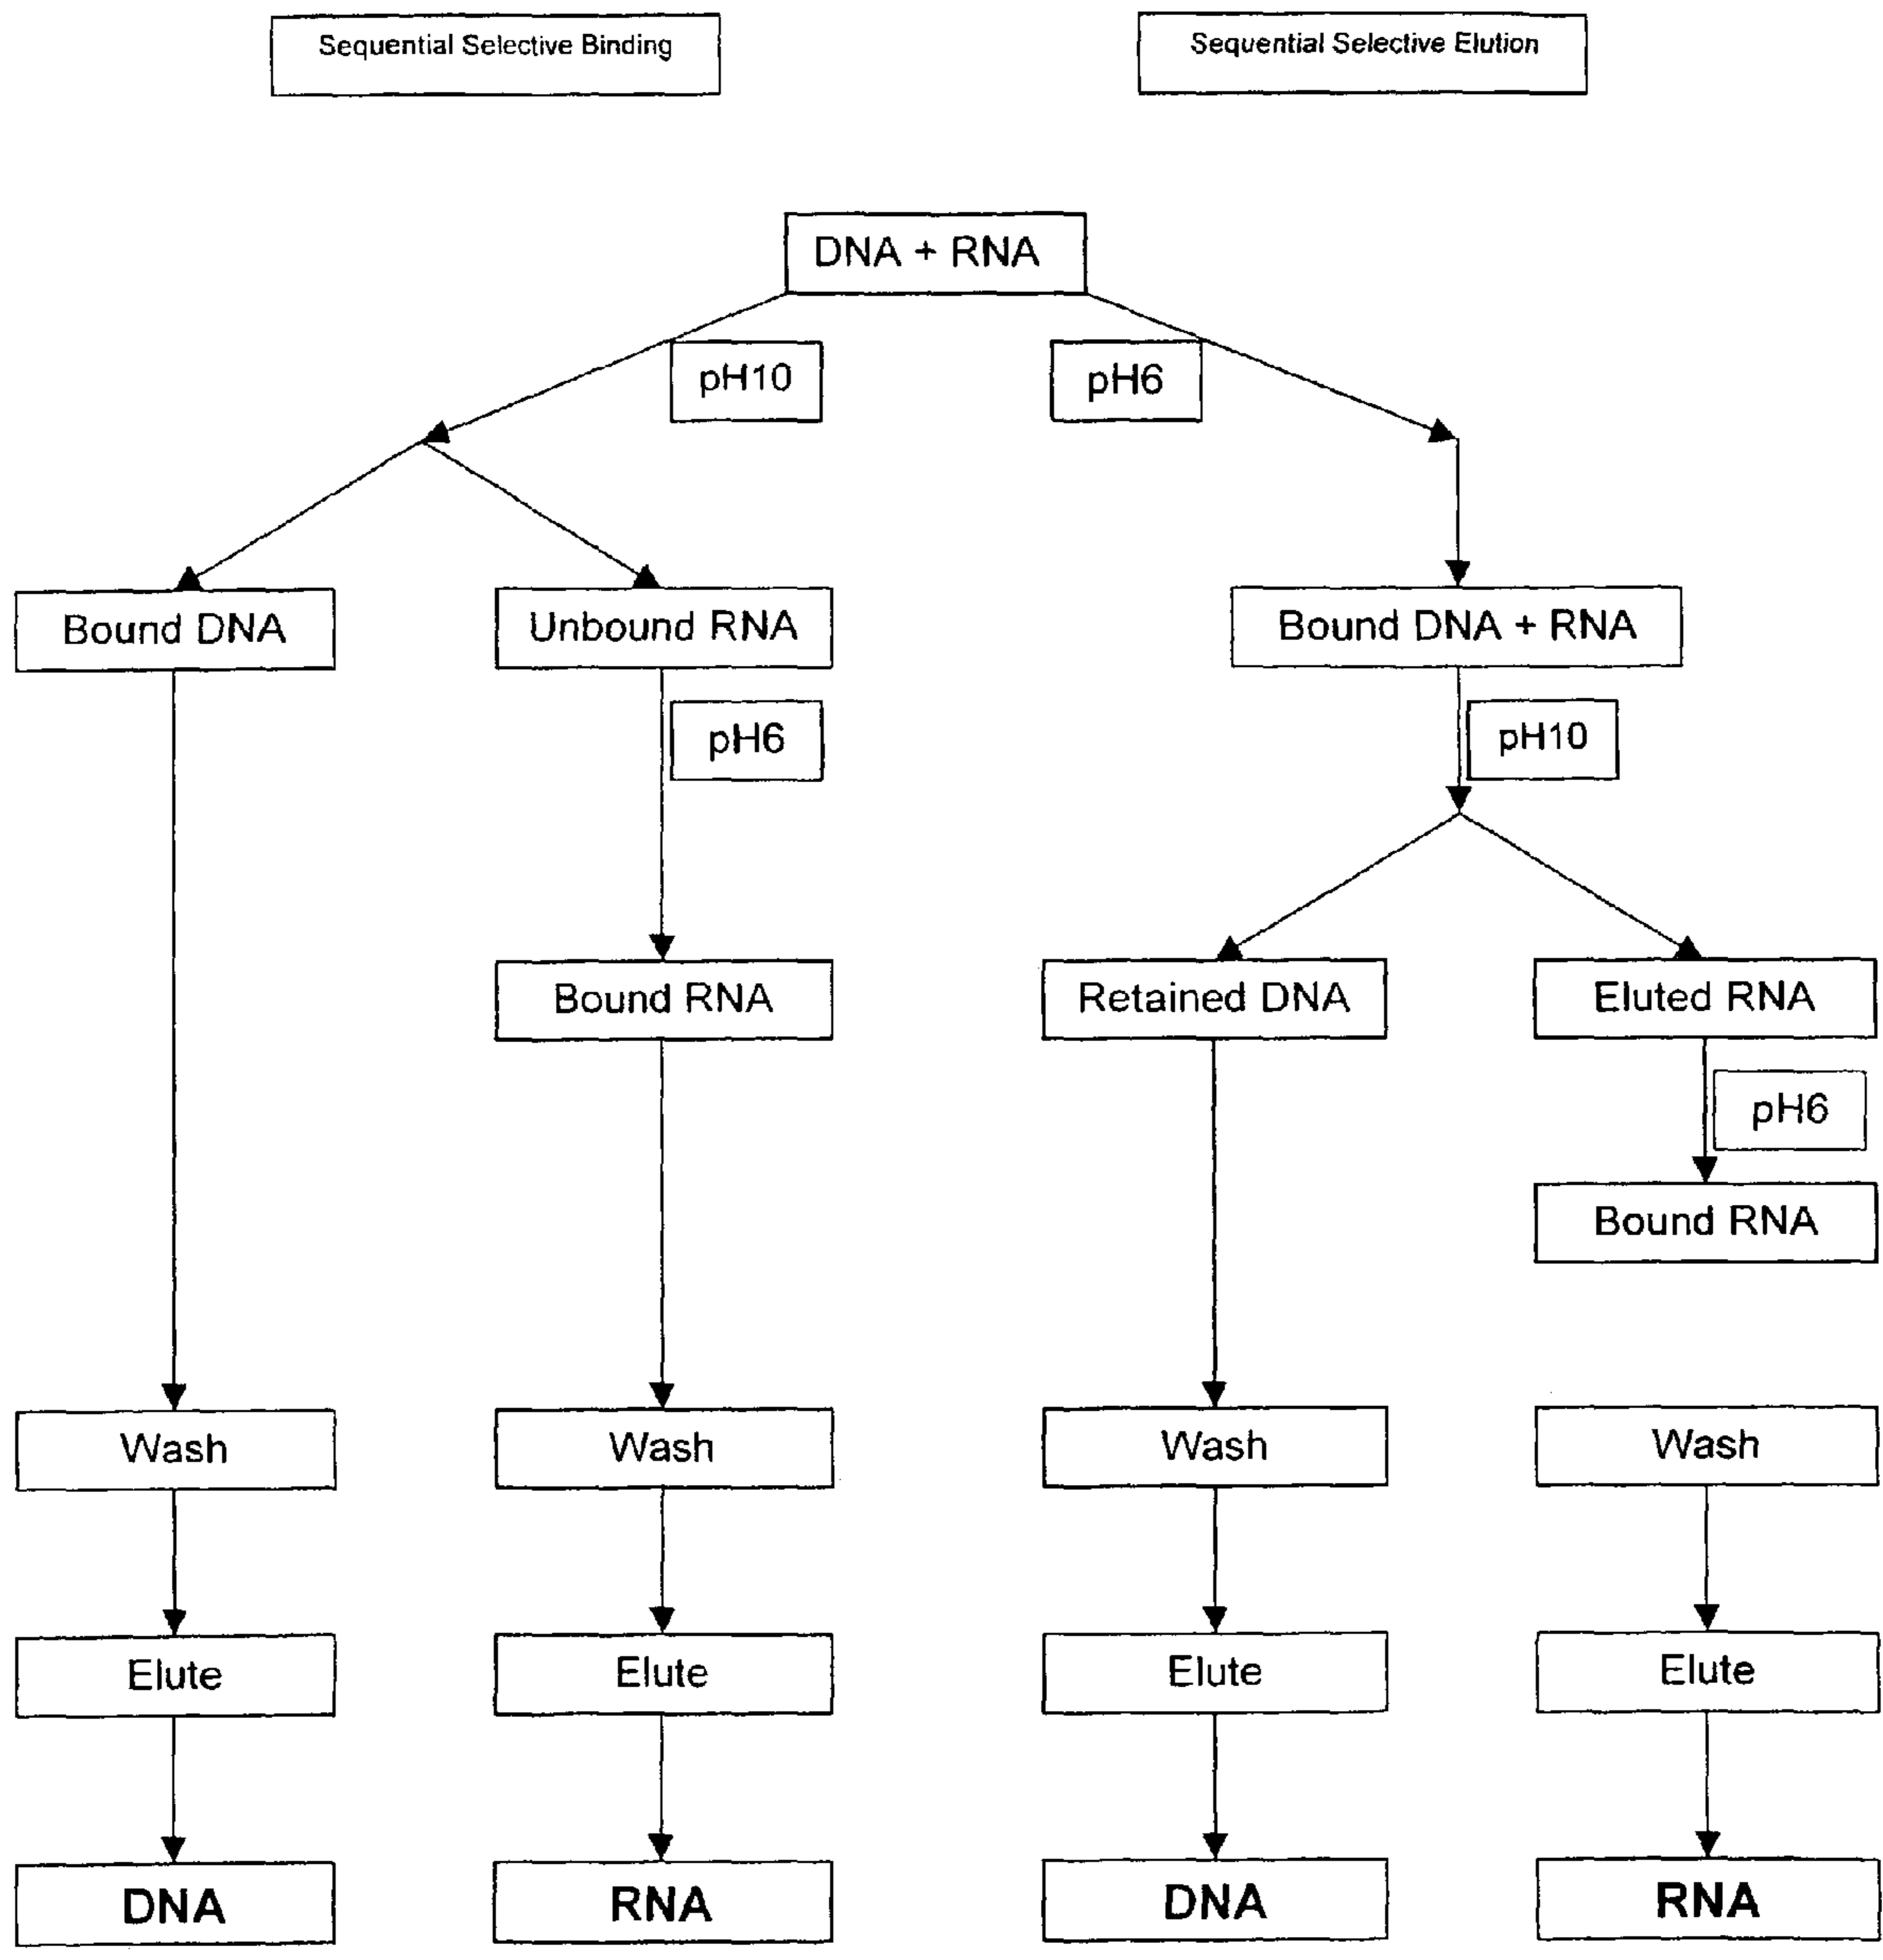 Sequential Selective Binding
Sequential Selective Elution
DNA + RNA
pH10
pH6
Bound DNA
Unbound RNA
Bound DNA + RNA
pH6
pH10
Bound RNA
Retained DNA
Eluted RNA
pH6
Bound RNA
Wash
Wash
Wash
Wash
Elute
Elute
Elute
Elute
DNA
RNA
DNA
RNA